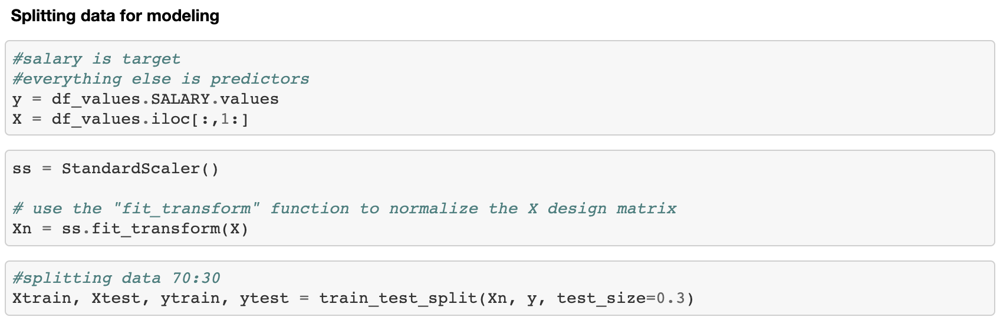 Splitting data for modeling
#salary is target
#everything else is predictors
y = df_values.SALARY.values
X = df_values.iloc[:,1:]
ss = StandardScaler()
# use the "fit_transform" function to normalize the X design matrix
Xn = ss.fit_transform(X)
#splitting data 70:30
Xtrain, Xtest, ytrain, ytest = train_test_split(Xn, y, test_size=0.3)